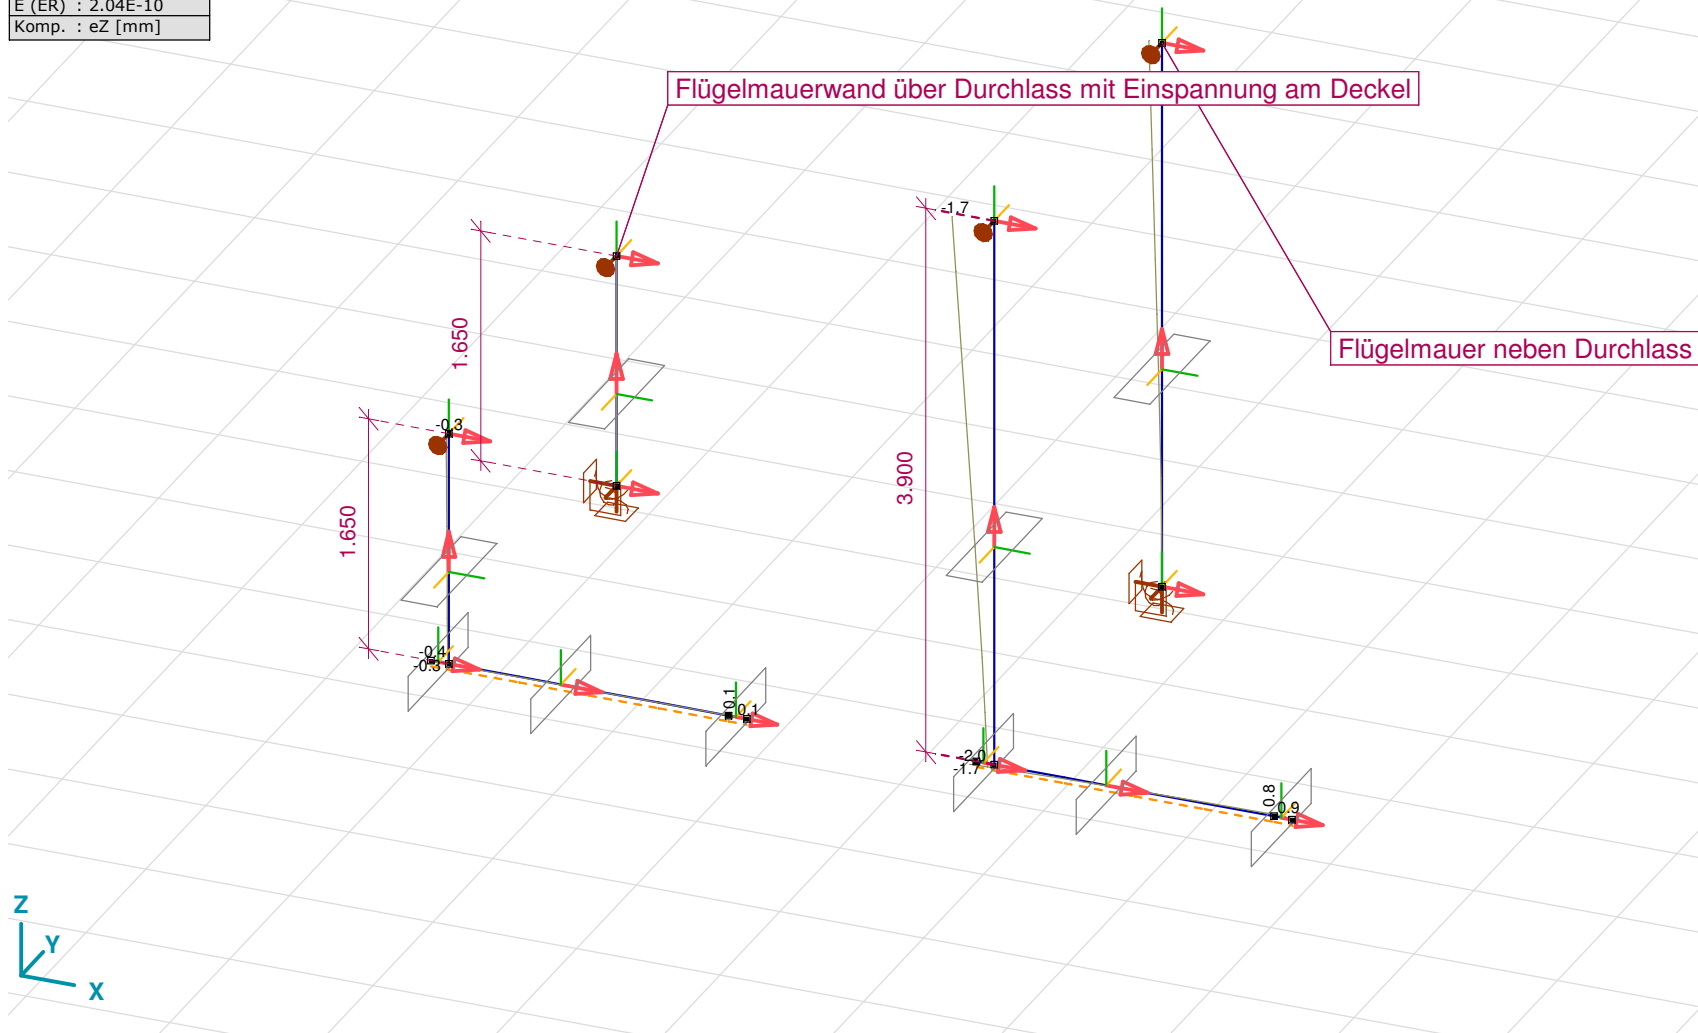 E (ER) : 2.04E-10
Komp. : eZ [mm]
Flügelmauerwand über Durchlass mit Einspannung am Deckel
-1.7
1.650
Flügelmauer neben Durchlass
-0.3
3.900
1.650
-0.4
-0.3
0.1
0.1
-2.0
-1.7
0.8
0.9
Z
Y
X